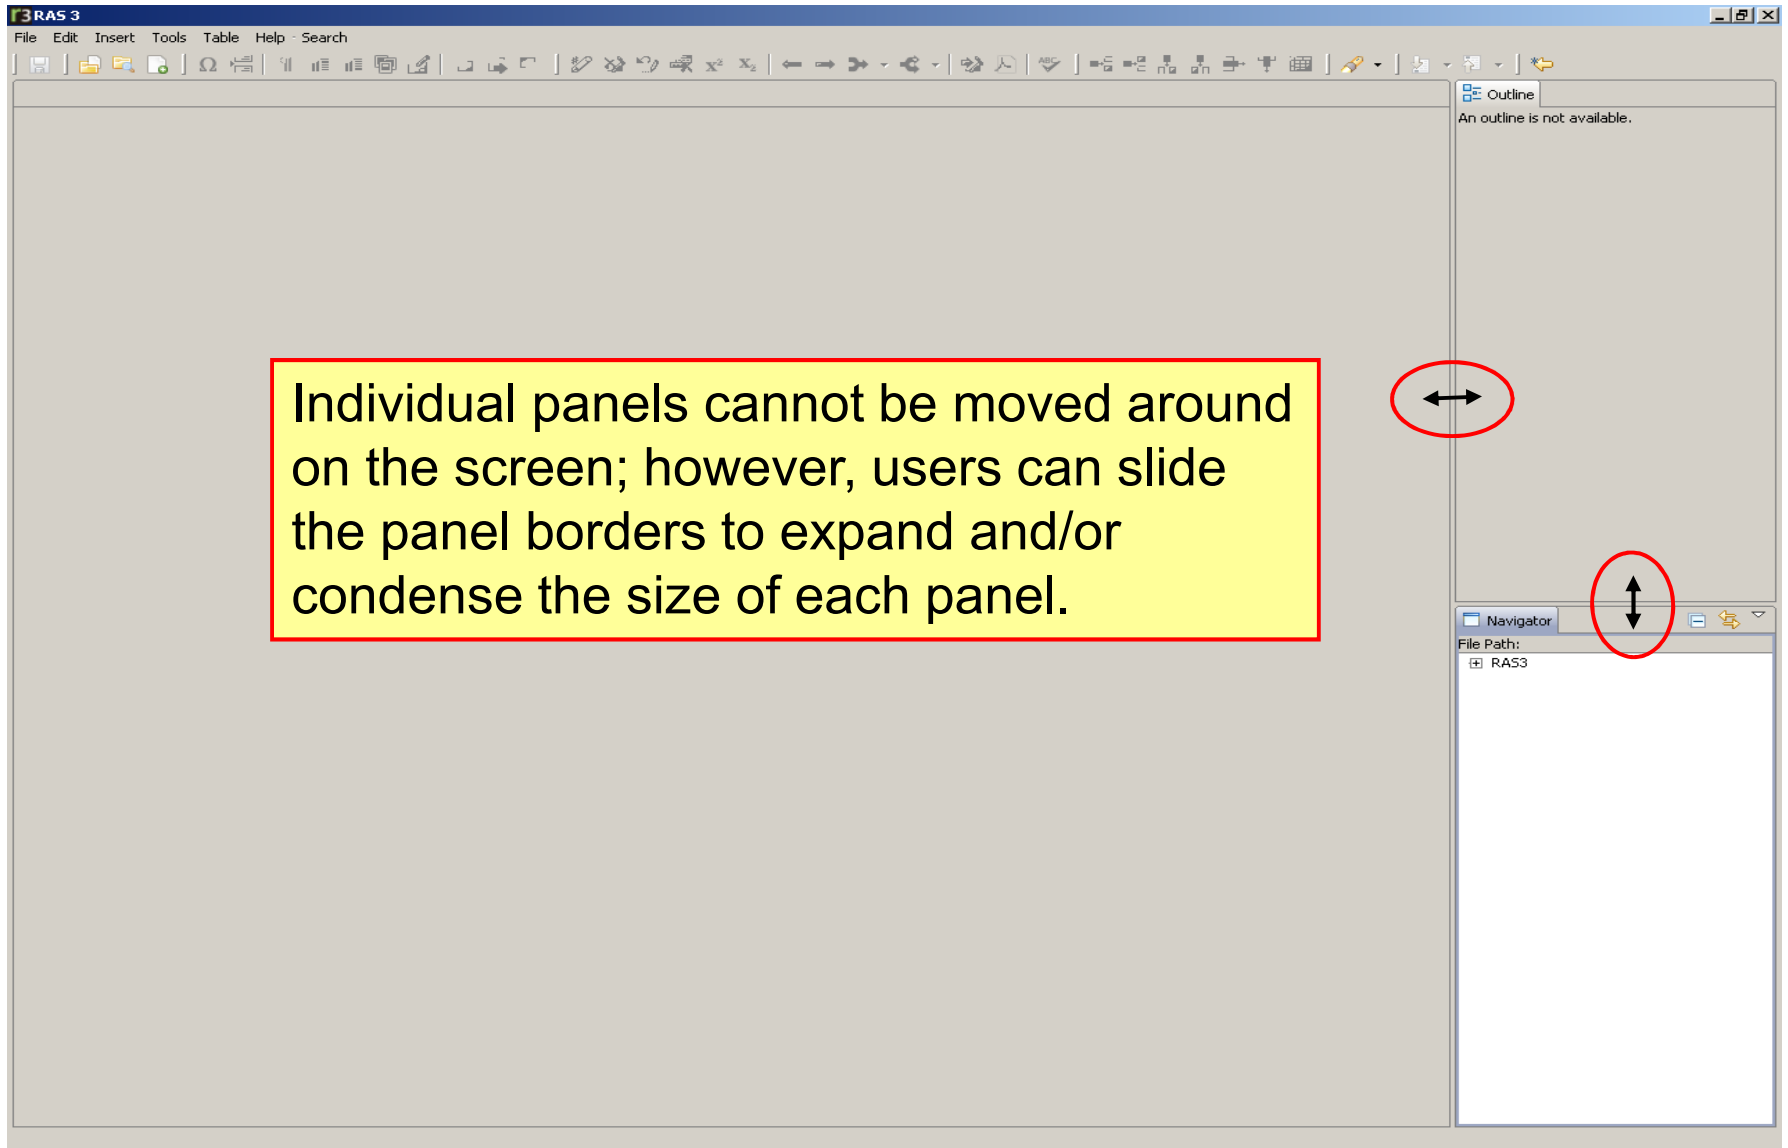 r3 RAS 3
File Edit Insert Tools Table Help Search
Outline
An outline is not available.
Individual panels cannot be moved around
on the screen; however, users can slide
the panel borders to expand and/or
condense the size of each panel.
Navigator
File Path:
RAS3